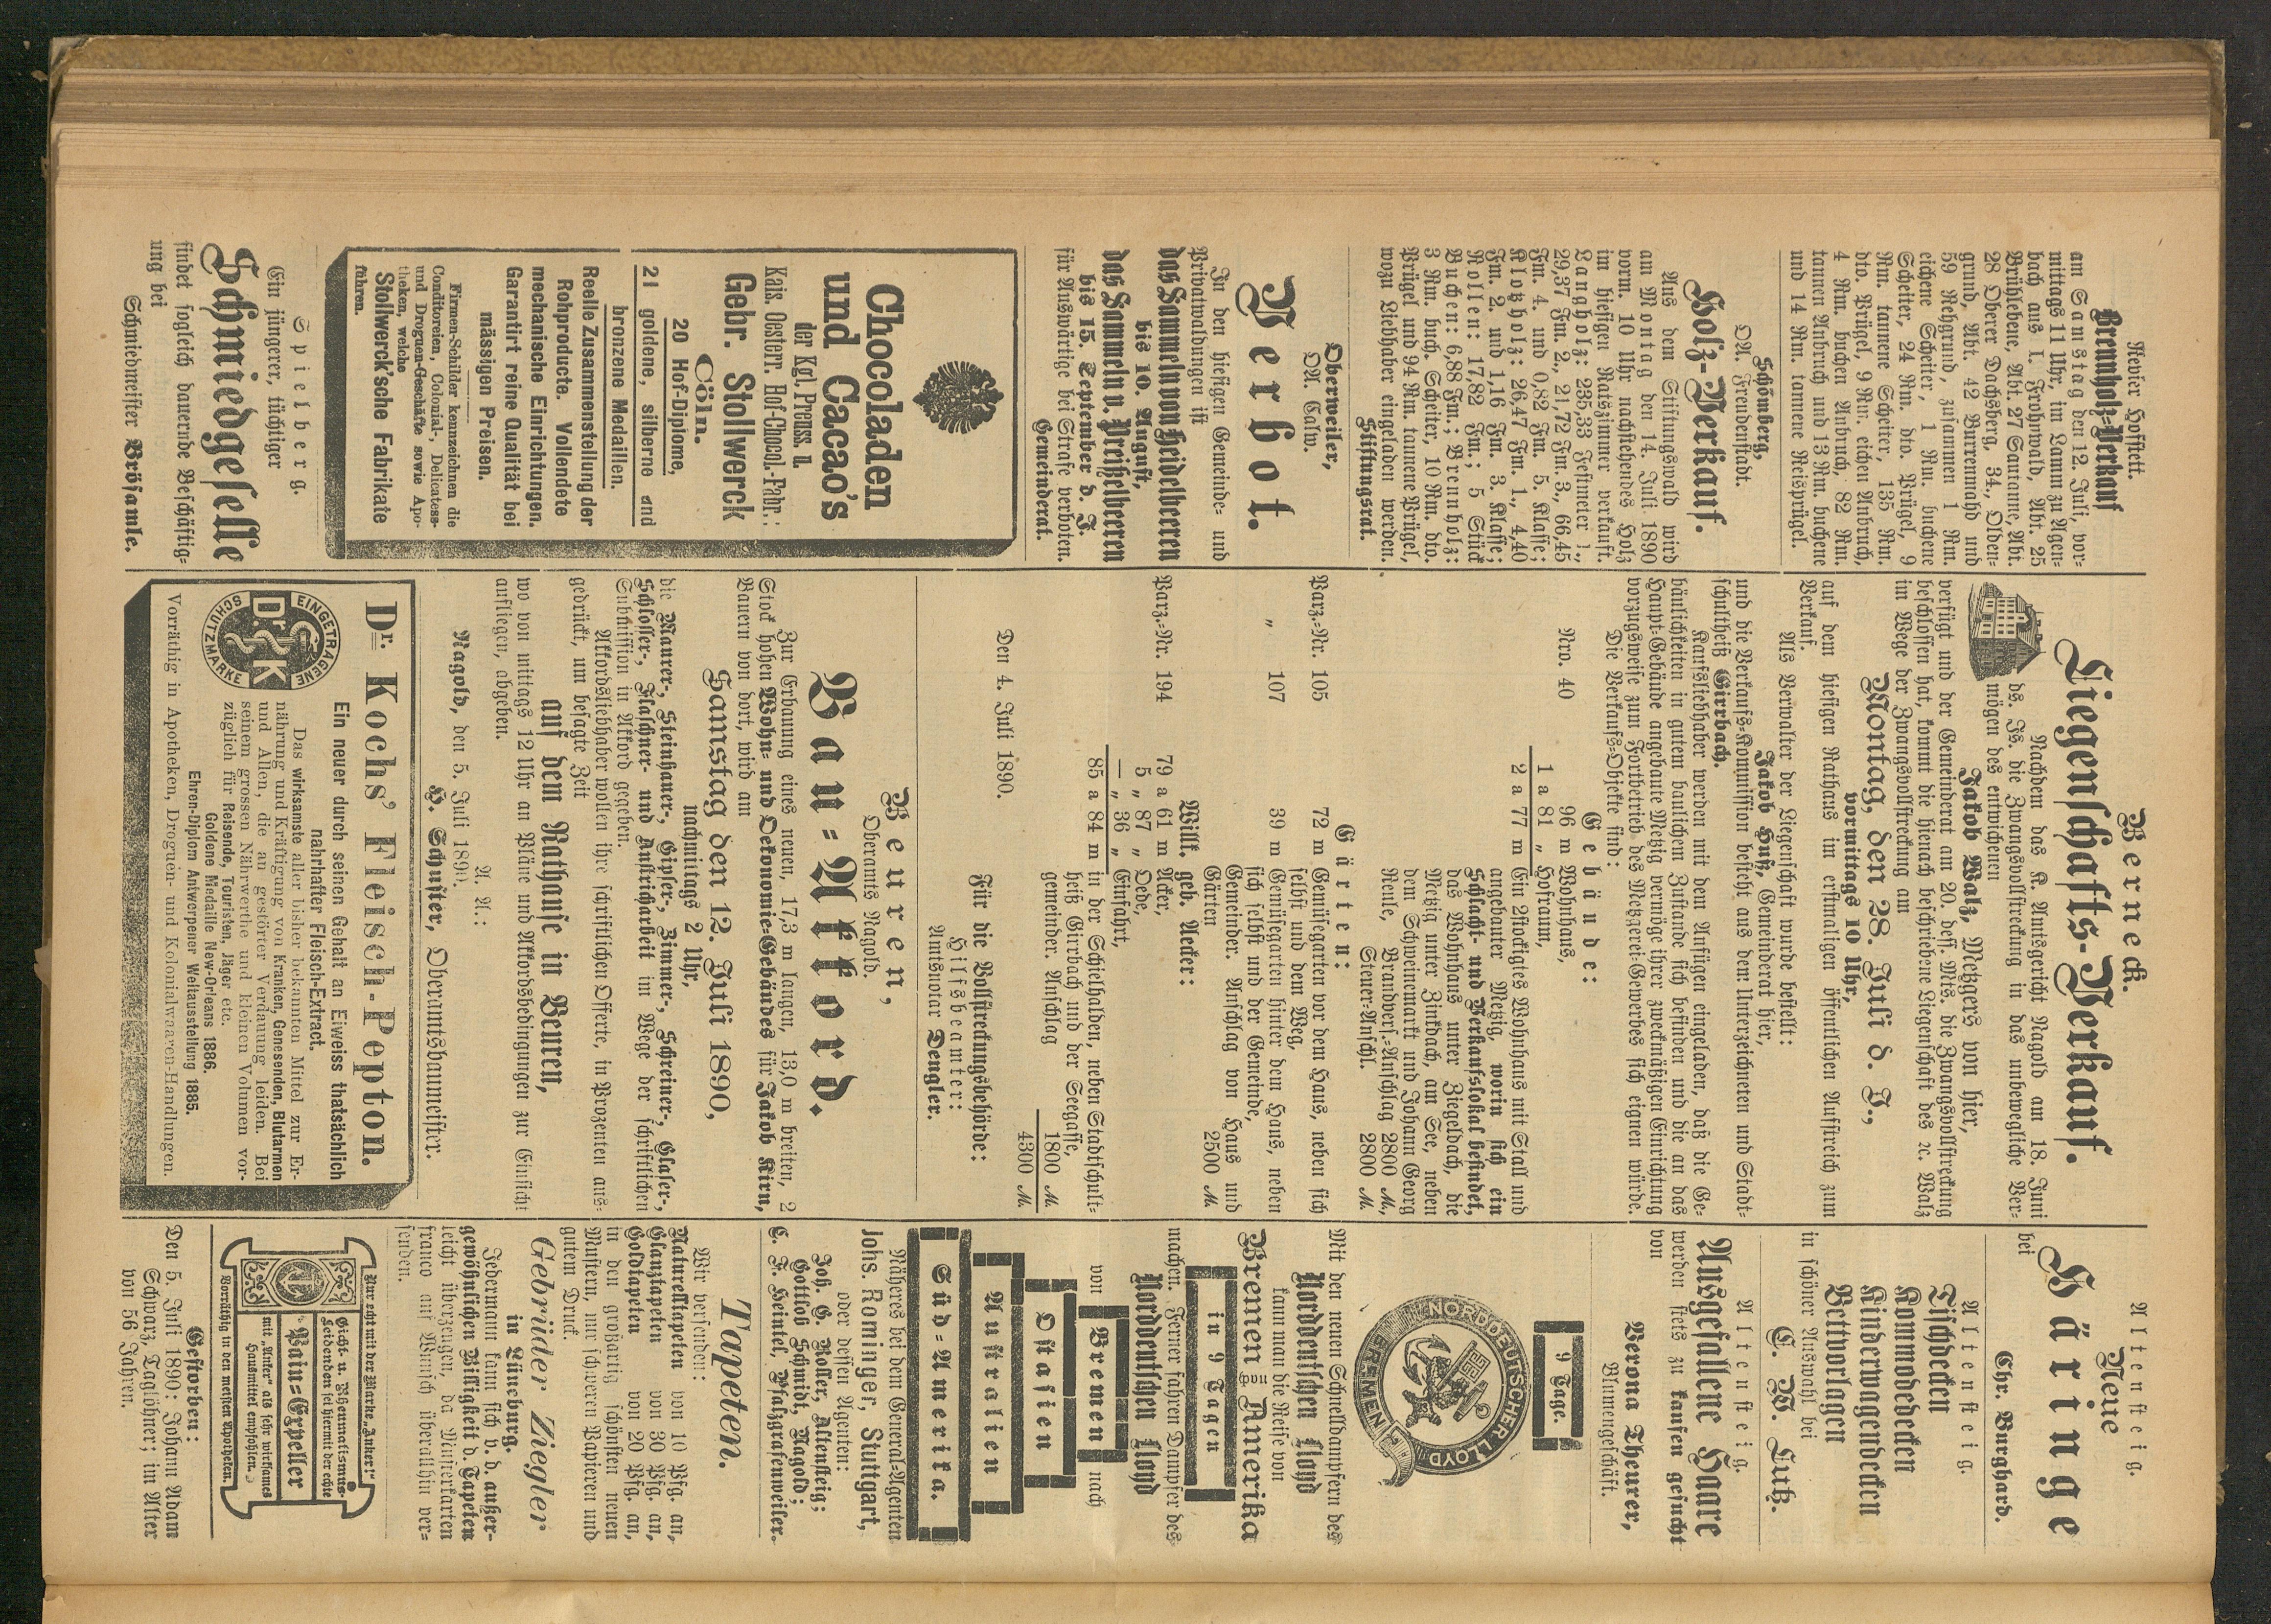 Revier Hofstett.
Brennholz-Verkauf
am Samstag den 12. Juli, vor-
mittags 11 Uhr, im Lamm zu Agen-
bach aus I. Frohnwald, Abt. 25
Brühlebene, Abt. 27 Sautanne, Abt.
28 Oberer Dachsberg, 34., Olden-
grund, Abt. 42 Burrenmahd und
59 Rehgrund, zusammen 1 Rm.
eichene Scheiter, 1 Rm. buchene
Scheiter, 24 Rm. dto. Prügel, 9
Rm. tannene Scheiter, 135 Rm.
dto. Prügel, 9 Rm. eichen Anbruch,
4 Rm. buchen Anbruch, 82 Rm.
tannen Anbruch und 13 Rm. buchene
und 14 Rm. tannene Reisprügel.
Schömberg,
OA. Freudenstadt.
Holz-Verkauf.
Aus dem Stiftungswald wird
am Montag den 14. Juli 1890
vorm. 10 Uhr nachstehendes Holz
im hiesigen Ratszimmer verkauft.
Langholz: 235,33 Festmeter 1.,
29,37 Fm. 2., 21,72 Fm. 3., 66,45
Fm. 4. und 0,82 Fm. 5. Klasse;
Klotzholz: 26,47 Fm. 1., 4,40
Fm. 2. und 1,16 Fm. 3. Klasse;
Rollen: 17,82 Fm.; 5 Stück
Buchen: 6,88 Fm.; Brennholz:
3 Rm. buch. Scheiter, 10 Rm. dto.
Prügel und 94 Rm. tannene Prügel,
wozu Liebhaber eingeladen werden.
Stiftungsrat.
Oberweiler,
OA. Calw.
Verbot.
In den hiesigen Gemeinde- und
Privatwaldungen ist
das Sammeln von Heidelbeeren
bis 10. August,
das Sammeln v. Preißelbeeren
bis 15. September d. J.
für Auswärtige bei Strafe verboten.
Gemeinderat.
Chocoladen
und Cacao's
der Kgl. Preuss. u.
Kais. Oesterr. Hof-Chocol.-Fabr.:
Gebr. Stollwerck
Cöln.
20 Hof-Diplome,
21 goldene, silberne und
bronzene Medaillen.
Reelle Zusammenstellung der
Rohproducte. Vollendete
mechanische Einrichtungen.
Garantirt reine Qualität bei
mässigen Preisen.
Firmen-Schilder kennzeichnen die
Conditoreien, Colonial-, Delicatess-
und Droguen-Geschäfte sowie Apo-
theken, welche
Stollwerck'sche Fabrikate
führen.
Spielberg.
Ein jüngerer, tüchtiger
Schmiedgeselle
findet sogleich dauernde Beschäftig-
ung bei
Schmiedmeister Brösamle.
Berneck.
Liegenschafts-Verkauf.
Nachdem das K. Amtsgericht Nagold am 18. Juni
ds. Js. die Zwangsvollstreckung in das unbewegliche Ver-
mögen des entwichenen
Jakob Walz, Metzgers von hier,
verfügt und der Gemeinderat am 20. dess. Mts. die Zwangsvollstreckung
beschlossen hat, kommt die hienach beschriebene Liegenschaft des ꝛc. Walz
im Wege der Zwangsvollstreckung am
Montag, den 28. Juli d. J.,
vormittags 10 Uhr,
auf dem hiesigen Rathaus im erstmaligen öffentlichen Aufstreich zum
Verkauf.
Als Verwalter der Liegenschaft wurde bestellt:
Jakob Huß, Gemeinderat hier,
und die Verkaufs-Kommission besteht aus dem Unterzeichneten und Stadt-
schultheiß Girrbach.
Kaufsliebhaber werden mit dem Anfügen eingeladen, daß die Ge-
bäulichkeiten in gutem baulichem Zustande sich befinden und die an das
Haupt-Gebäude angebaute Metzig vermöge ihrer zweckmäßigen Einrichtung
vorzugsweise zum Fortbetrieb des Metzgerei-Gewerbes sich eignen würde.
Die Verkaufs-Objekte sind:
Gebäude:
Nro. 40 96 m Wohnhaus,
1 a 81 „ Hofraum,
2 a 77 m Ein 2stockigtes Wohnhaus mit Stall und
angebauter Metzig, worin sich ein
Schlacht- und Verkaufslokal befindet,
das Wohnhaus unter Ziegeldach, die
Metzig unter Zinkdach, am See, neben
dem Schweinemarkt und Johann Georg
Reule, Brandvers.-Anschlag 2800 M,
Steuer-Anschl. 2800 M
Gärten:
Parz.-Nr. 105 72 m Gemüsegarten vor dem Haus, neben sich
selbst und dem Weg,
„ 107 39 m Gemüsegarten hinter dem Haus, neben
sich selbst und der Gemeinde,
Gemeinder. Anschlag von Haus und
Gärten 2500 M
Willk. geb. Aecker:
Parz.-Nr. 194 79 a 61 m Acker,
5 „ 87 „ Oede,
— „ 36 „ Einfahrt,
85 a 84 m in der Schielhalden, neben Stadtschult-
heiß Girrbach und der Seegasse,
gemeinder. Anschlag 1800 M
4300 M
Den 4. Juli 1890.
Für die Vollstreckungsbehörde:
Hilfsbeamter:
Amtsnotar Dengler.
Beuren,
Oberamts Nagold.
Bau-Akkord.
Zur Erbauung eines neuen, 17,3 m langen, 13,0 m breiten, 2
Stock hohen Wohn- und Oekonomie-Gebäudes für Jakob Kirn,
Bauern von dort, wird am
Samstag den 12. Juli 1890,
nachmittags 2 Uhr,
die Maurer-, Steinhauer-, Gipser-, Zimmer-, Schreiner-, Glaser-,
Schlosser-, Flaschner- und Anstricharbeit im Wege der schriftlichen
Submission in Akkord gegeben.
Akkordsliebhaber wollen ihre schriftlichen Offerte, in Prozenten aus-
gedrückt, um besagte Zeit
auf dem Rathause in Beuren,
wo von mittags 12 Uhr an Pläne und Akkordsbedingungen zur Einsicht
aufliegen, abgeben.
A. A.:
Nagold, den 5. Juli 1890.
H. Schuster, Oberamtsbaumeister.
Dr. Kochs' Fleisch-Pepton.
Ein neuer durch seinen Gehalt an Eiweiss thatsächlich
nahrhafter Fleisch-Extract.
EINGETRAGENE
Dr. K
SCHUTZMARKE
Das wirksamste aller bisher bekannten Mittel zur Er-
nährung und Kräftigung von Kranken, Genesenden, Blutarmen
und Allen, die an gestörter Verdauung leiden. Bei
seinem grossen Nährwerthe und kleinen Volumen vor-
züglich für Reisende, Touristen, Jäger etc.
Goldene Medaille New-Orleans 1886.
Ehren-Diplom Antwerpener Weltausstellung 1885.
Vorräthig in Apotheken, Droguen- und Kolonialwaaren-Handlungen.
Altensteig.
Neue
Häringe
bei
Chr. Burghard.
Altensteig.
Tischdecken
Kommodedecken
Kinderwagendecken
Bettvorlagen
in schöner Auswahl bei
C. W. Lutz.
Altensteig.
Ausgefallene Haare
werden stets zu kaufen gesucht
von
Verona Theurer,
Blumengeschäft.
9 Tage.
NORDDEUTSCHER LLOYD
BREMEN
Mit den neuen Schnelldampfern des
Norddeutschen Lloyd
kann man die Reise von
Bremen nach Amerika
in 9 Tagen
machen. Ferner fahren Dampfer des
Norddeutschen Lloyd
von Bremen nach
Ostasien
Australien
Süd-Amerika.
Näheres bei dem General-Agenten
Johs. Rominger, Stuttgart,
oder dessen Agenten:
Joh. G. Roller, Altensteig;
Gottlob Schmidt, Nagold;
C. F. Heintel, Pfalzgrafenweiler.
Tapeten.
Wir versenden:
Naturelltapeten von 10 Pfg. an,
Glanztapeten von 30 Pfg. an,
Goldtapeten von 20 Pfg. an,
in den großartig schönsten neuen
Mustern, nur schweren Papieren und
gutem Druck.
Gebrüder Ziegler
in Lüneburg.
Jedermann kann sich v. d. außer-
gewöhnlichen Billigkeit d. Tapeten
leicht überzeugen, da Musterkarten
franco auf Wunsch überallhin ver-
senden.
Nur echt mit der Marke „Anker!“
Gicht- u. Rheumatismus-
Leidenden sei hiermit der echte
Pain-Expeller
mit „Anker“ als sehr wirksames
Hausmittel empfohlen.
Vorrätig in den meisten Apotheken.
Gestorben:
Den 5. Juli 1890: Johann Adam
Schwarz, Taglöhner; im Alter
von 56 Jahren.